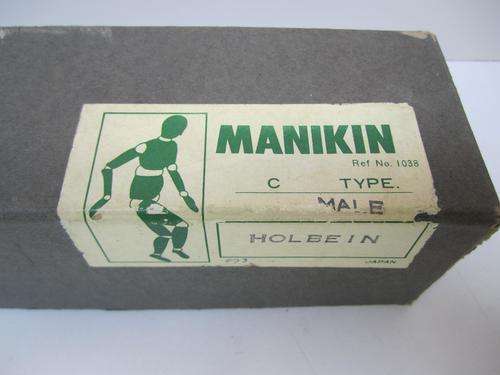 MANIKIN
Ref No. 1038
C TYPE.
MALE
HOLBEIN
JAPAN